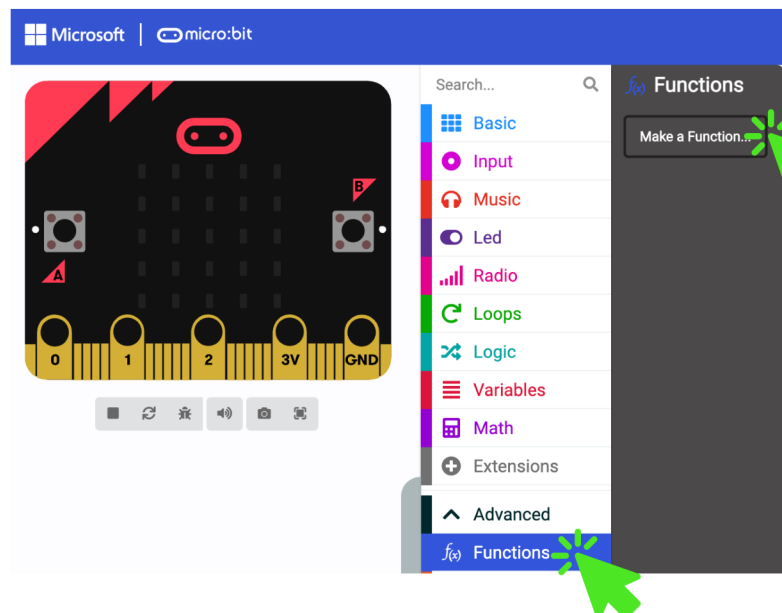 Microsoft micro:bit
B
A
0 1 2 3V GND
Search...
Basic
Input
Music
Led
Radio
Loops
Logic
Variables
Math
Extensions
Advanced
f(x) Functions
f(x) Functions
Make a Function...